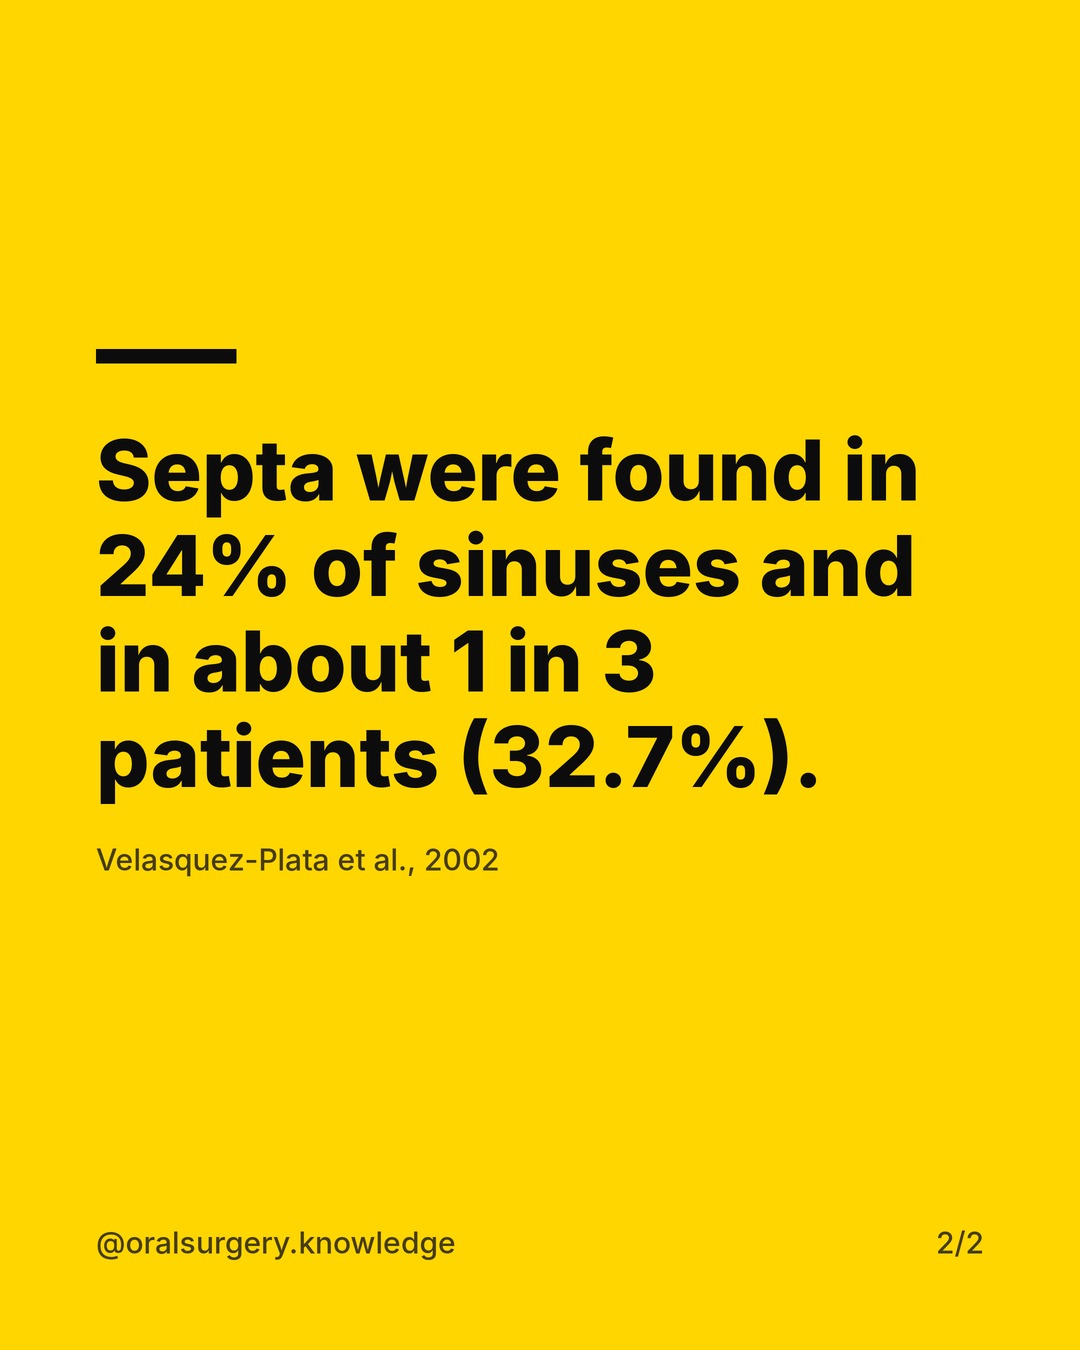 Septa were found in
24% of sinuses and
in about 1 in 3
patients (32.7%).
Velasquez-Plata et al., 2002
@oralsurgery.knowledge
2/2